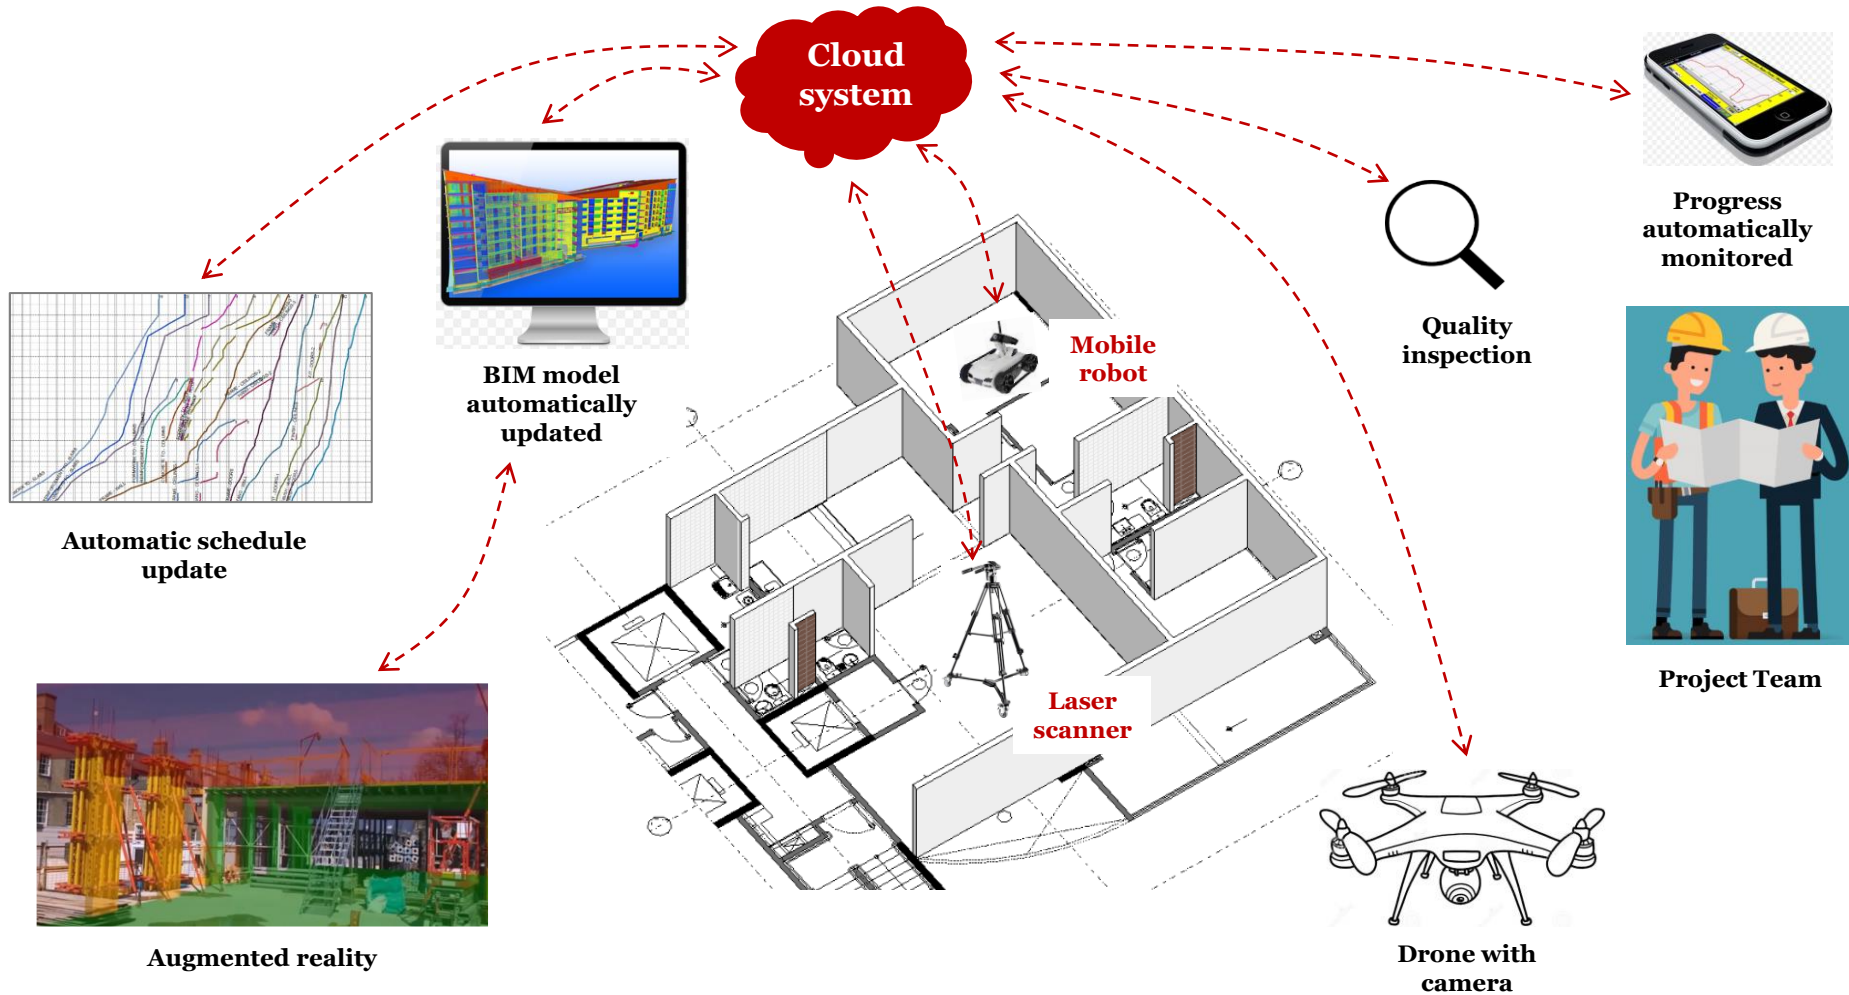 Cloud
system
Progress
automatically
monitored
Quality
inspection
Mobile
robot
BIM model
automatically
updated
Automatic schedule
update
Project Team
Laser
scanner
Augmented reality
Drone with
camera